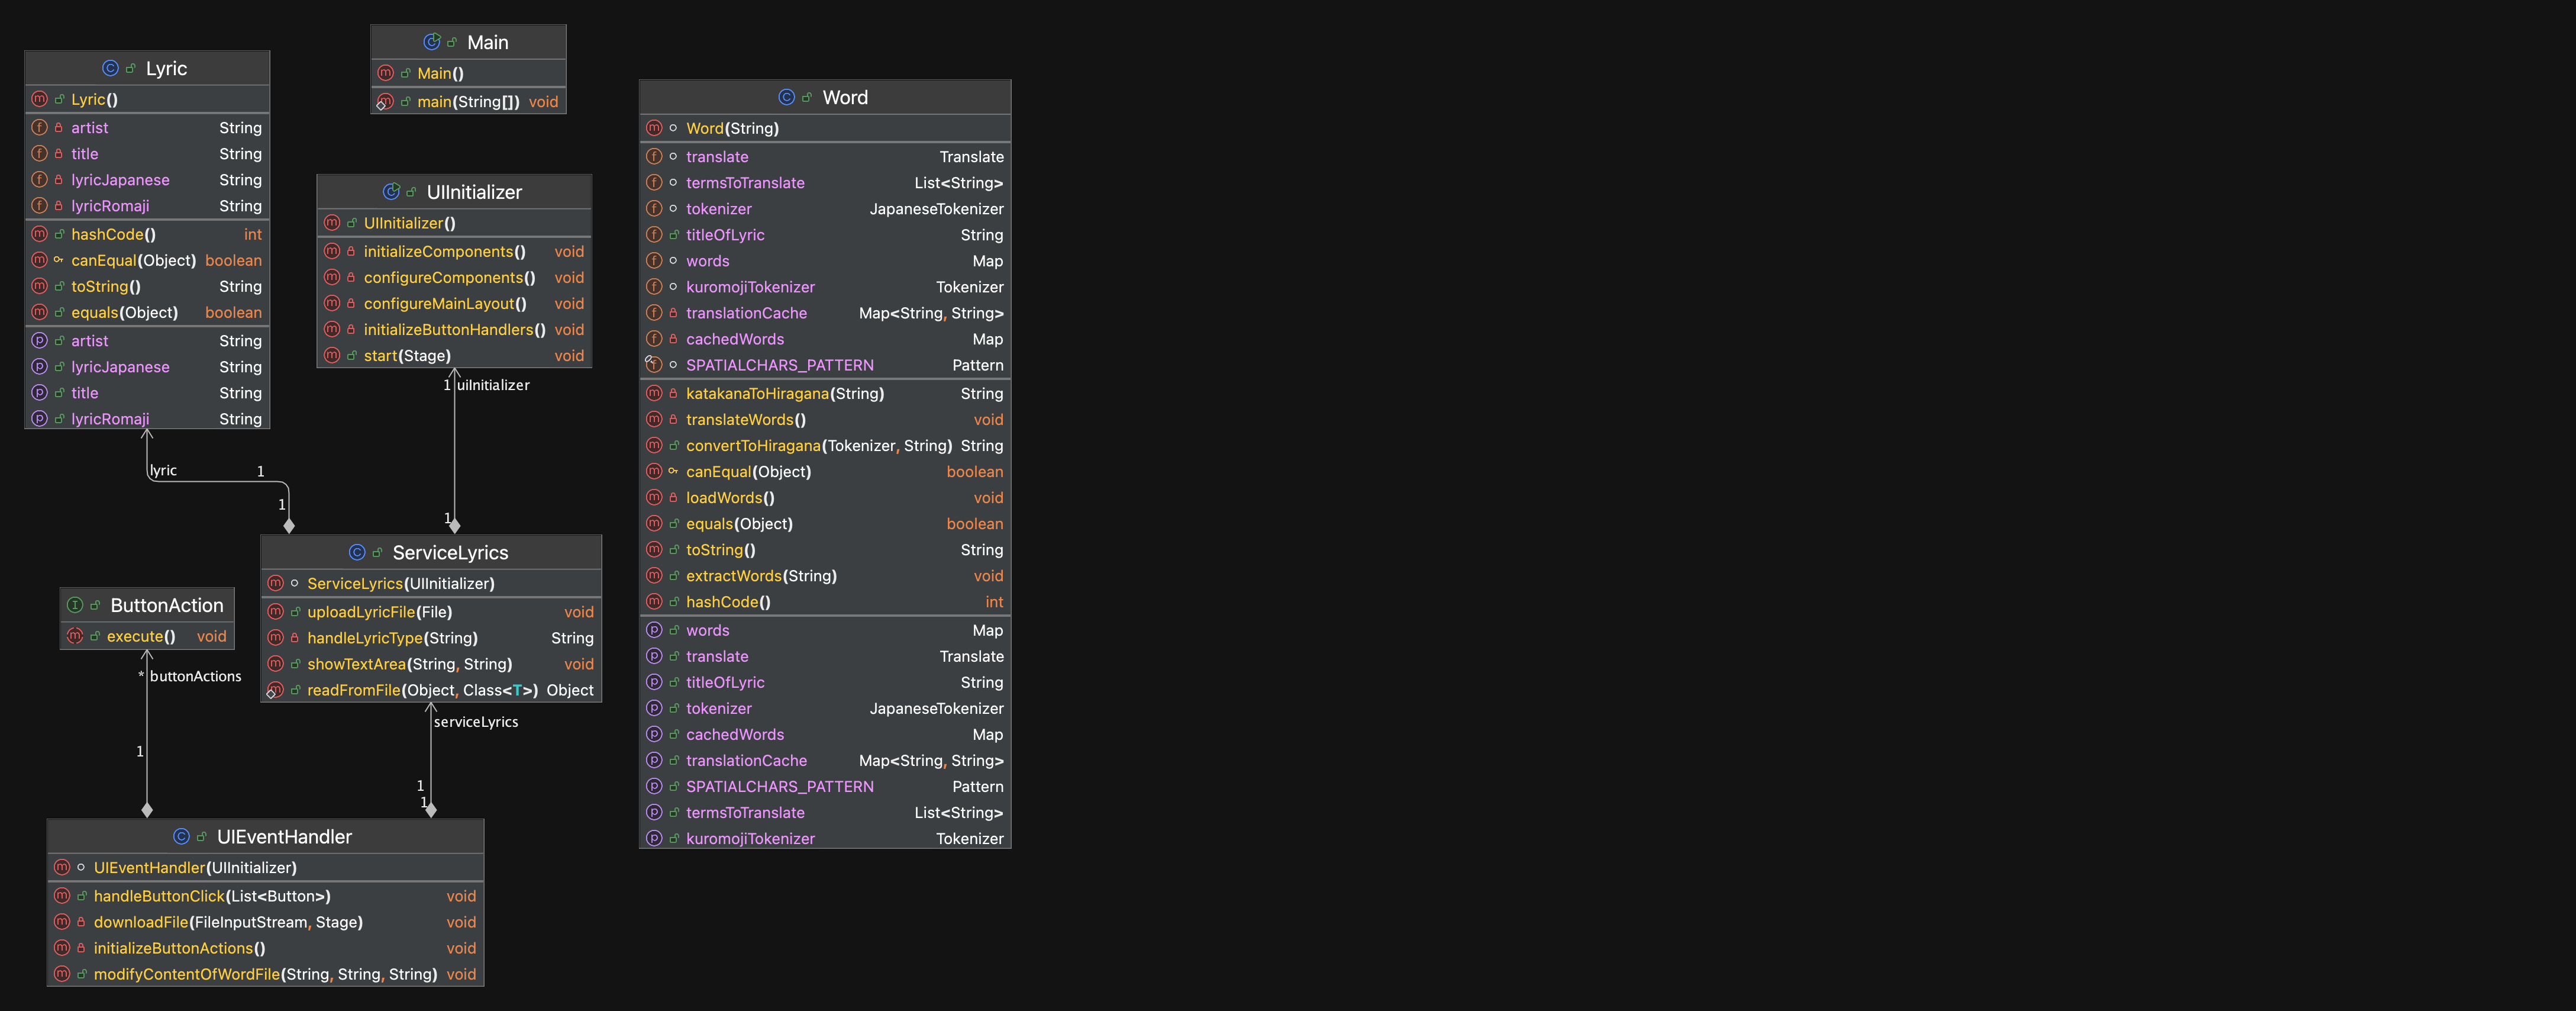 Lyric
Lyric()
artist String
title String
lyricJapanese String
lyricRomaji String
hashCode() int
canEqual(Object) boolean
toString() String
equals(Object) boolean
artist String
lyricJapanese String
title String
lyricRomaji String
Main
Main()
main(String[]) void
UIInitializer
UIInitializer()
initializeComponents() void
configureComponents() void
configureMainLayout() void
initializeButtonHandlers() void
start(Stage) void
1 uiInitializer
1
lyric 1
1
ServiceLyrics
ServiceLyrics(UIInitializer)
uploadLyricFile(File) void
handleLyricType(String) String
showTextArea(String, String) void
readFromFile(Object, Class<T>) Object
serviceLyrics
1
1
ButtonAction
execute() void
* buttonActions
1
UIEventHandler
UIEventHandler(UIInitializer)
handleButtonClick(List<Button>) void
downloadFile(FileInputStream, Stage) void
initializeButtonActions() void
modifyContentOfWordFile(String, String, String) void
Word
Word(String)
translate Translate
termsToTranslate List<String>
tokenizer JapaneseTokenizer
titleOfLyric String
words Map
kuromojiTokenizer Tokenizer
translationCache Map<String, String>
cachedWords Map
SPATIALCHARS_PATTERN Pattern
katakanaToHiragana(String) String
translateWords() void
convertToHiragana(Tokenizer, String) String
canEqual(Object) boolean
loadWords() void
equals(Object) boolean
toString() String
extractWords(String) void
hashCode() int
words Map
translate Translate
titleOfLyric String
tokenizer JapaneseTokenizer
cachedWords Map
translationCache Map<String, String>
SPATIALCHARS_PATTERN Pattern
termsToTranslate List<String>
kuromojiTokenizer Tokenizer